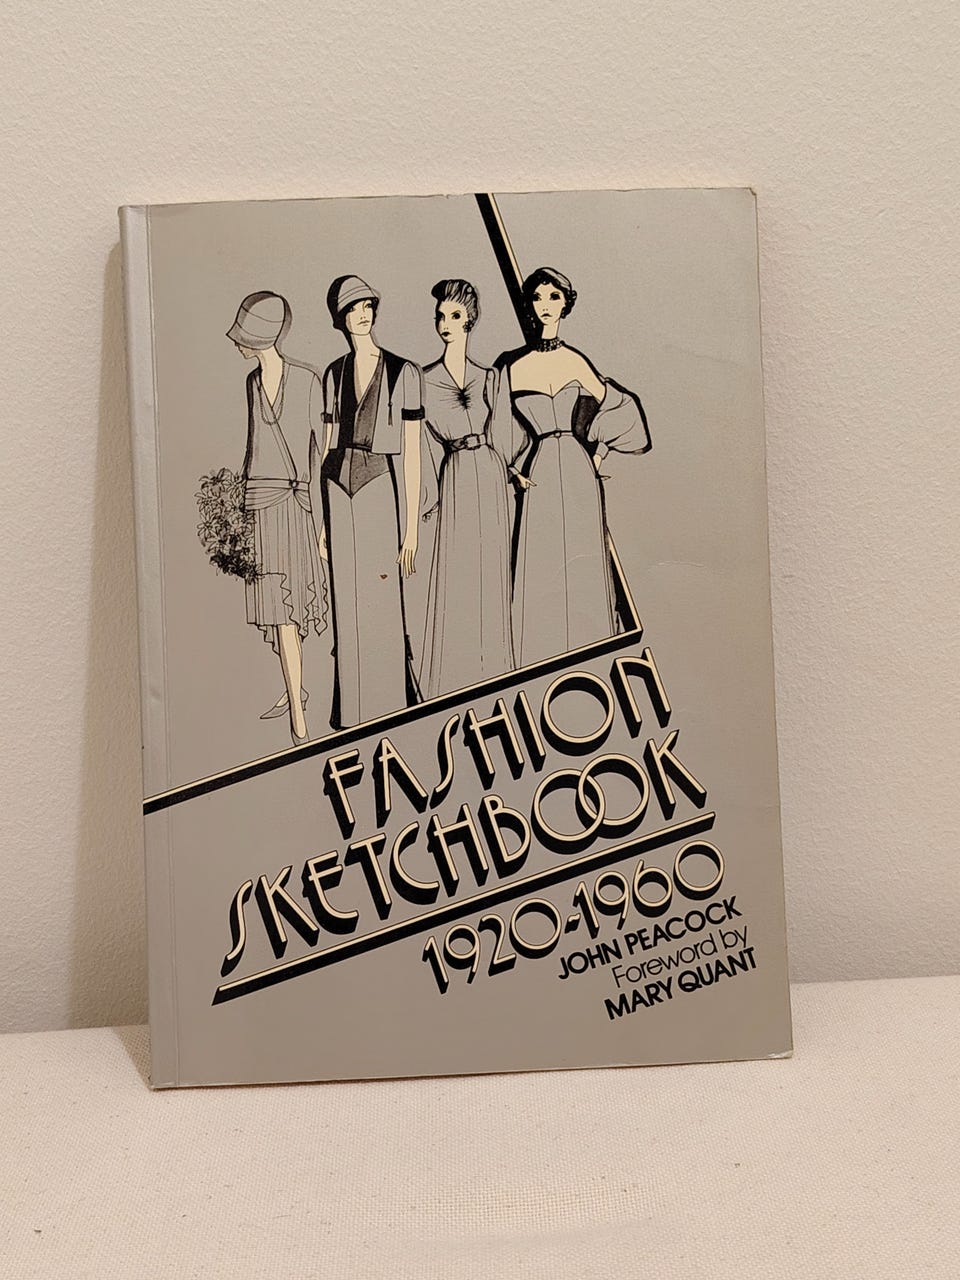 FASHION
SKETCHBOOK
1920-1960
JOHN PEACOCK
Foreword by
MARY QUANT